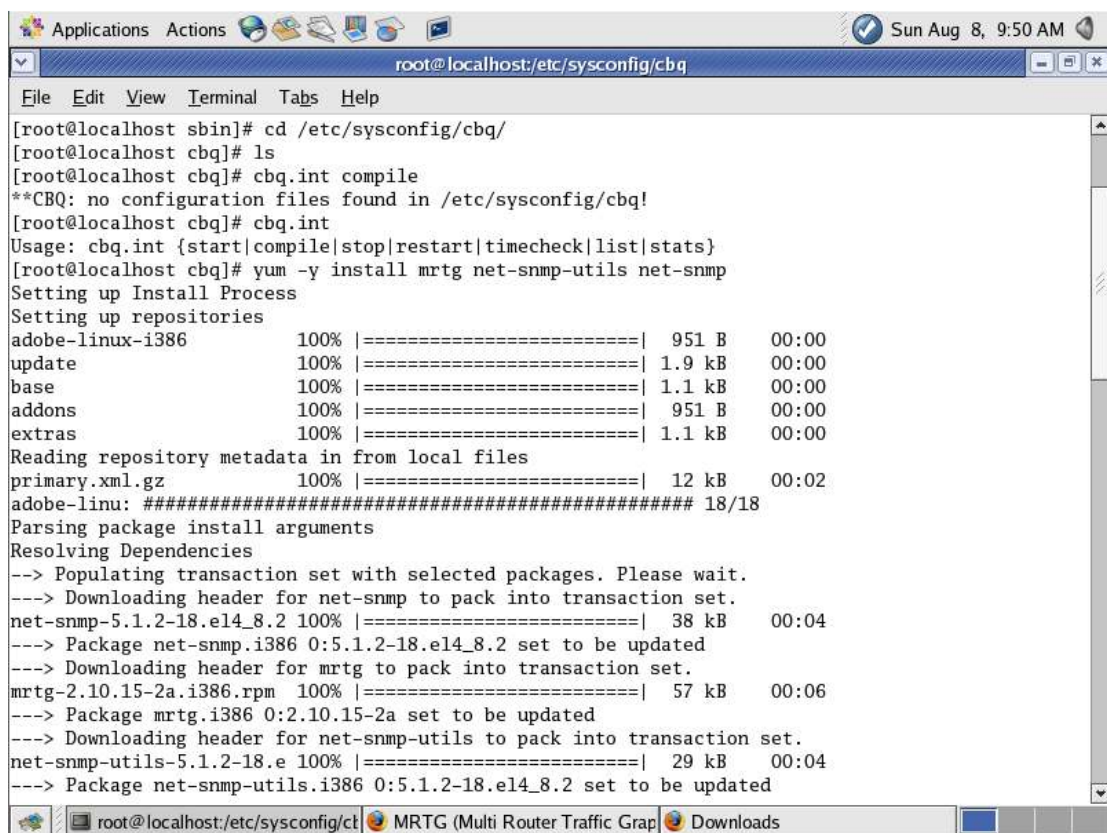 Applications Actions Sun Aug 8, 9:50 AM
root@localhost:/etc/sysconfig/cbq
File Edit View Terminal Tabs Help
[root@localhost sbin]# cd /etc/sysconfig/cbq/
[root@localhost cbq]# ls
[root@localhost cbq]# cbq.int compile
**CBQ: no configuration files found in /etc/sysconfig/cbq!
[root@localhost cbq]# cbq.int
Usage: cbq.int {start|compile|stop|restart|timecheck|list|stats}
[root@localhost cbq]# yum -y install mrtg net-snmp-utils net-snmp
Setting up Install Process
Setting up repositories
adobe-linux-i386 100% |=========================| 951 B 00:00
update 100% |=========================| 1.9 kB 00:00
base 100% |=========================| 1.1 kB 00:00
addons 100% |=========================| 951 B 00:00
extras 100% |=========================| 1.1 kB 00:00
Reading repository metadata in from local files
primary.xml.gz 100% |=========================| 12 kB 00:02
adobe-linu: ################################################## 18/18
Parsing package install arguments
Resolving Dependencies
--> Populating transaction set with selected packages. Please wait.
---> Downloading header for net-snmp to pack into transaction set.
net-snmp-5.1.2-18.el4_8.2 100% |=========================| 38 kB 00:04
---> Package net-snmp.i386 0:5.1.2-18.el4_8.2 set to be updated
---> Downloading header for mrtg to pack into transaction set.
mrtg-2.10.15-2a.i386.rpm 100% |=========================| 57 kB 00:06
---> Package mrtg.i386 0:2.10.15-2a set to be updated
---> Downloading header for net-snmp-utils to pack into transaction set.
net-snmp-utils-5.1.2-18.e 100% |=========================| 29 kB 00:04
---> Package net-snmp-utils.i386 0:5.1.2-18.el4_8.2 set to be updated
root@localhost:/etc/sysconfig/cb MRTG (Multi Router Traffic Grap Downloads